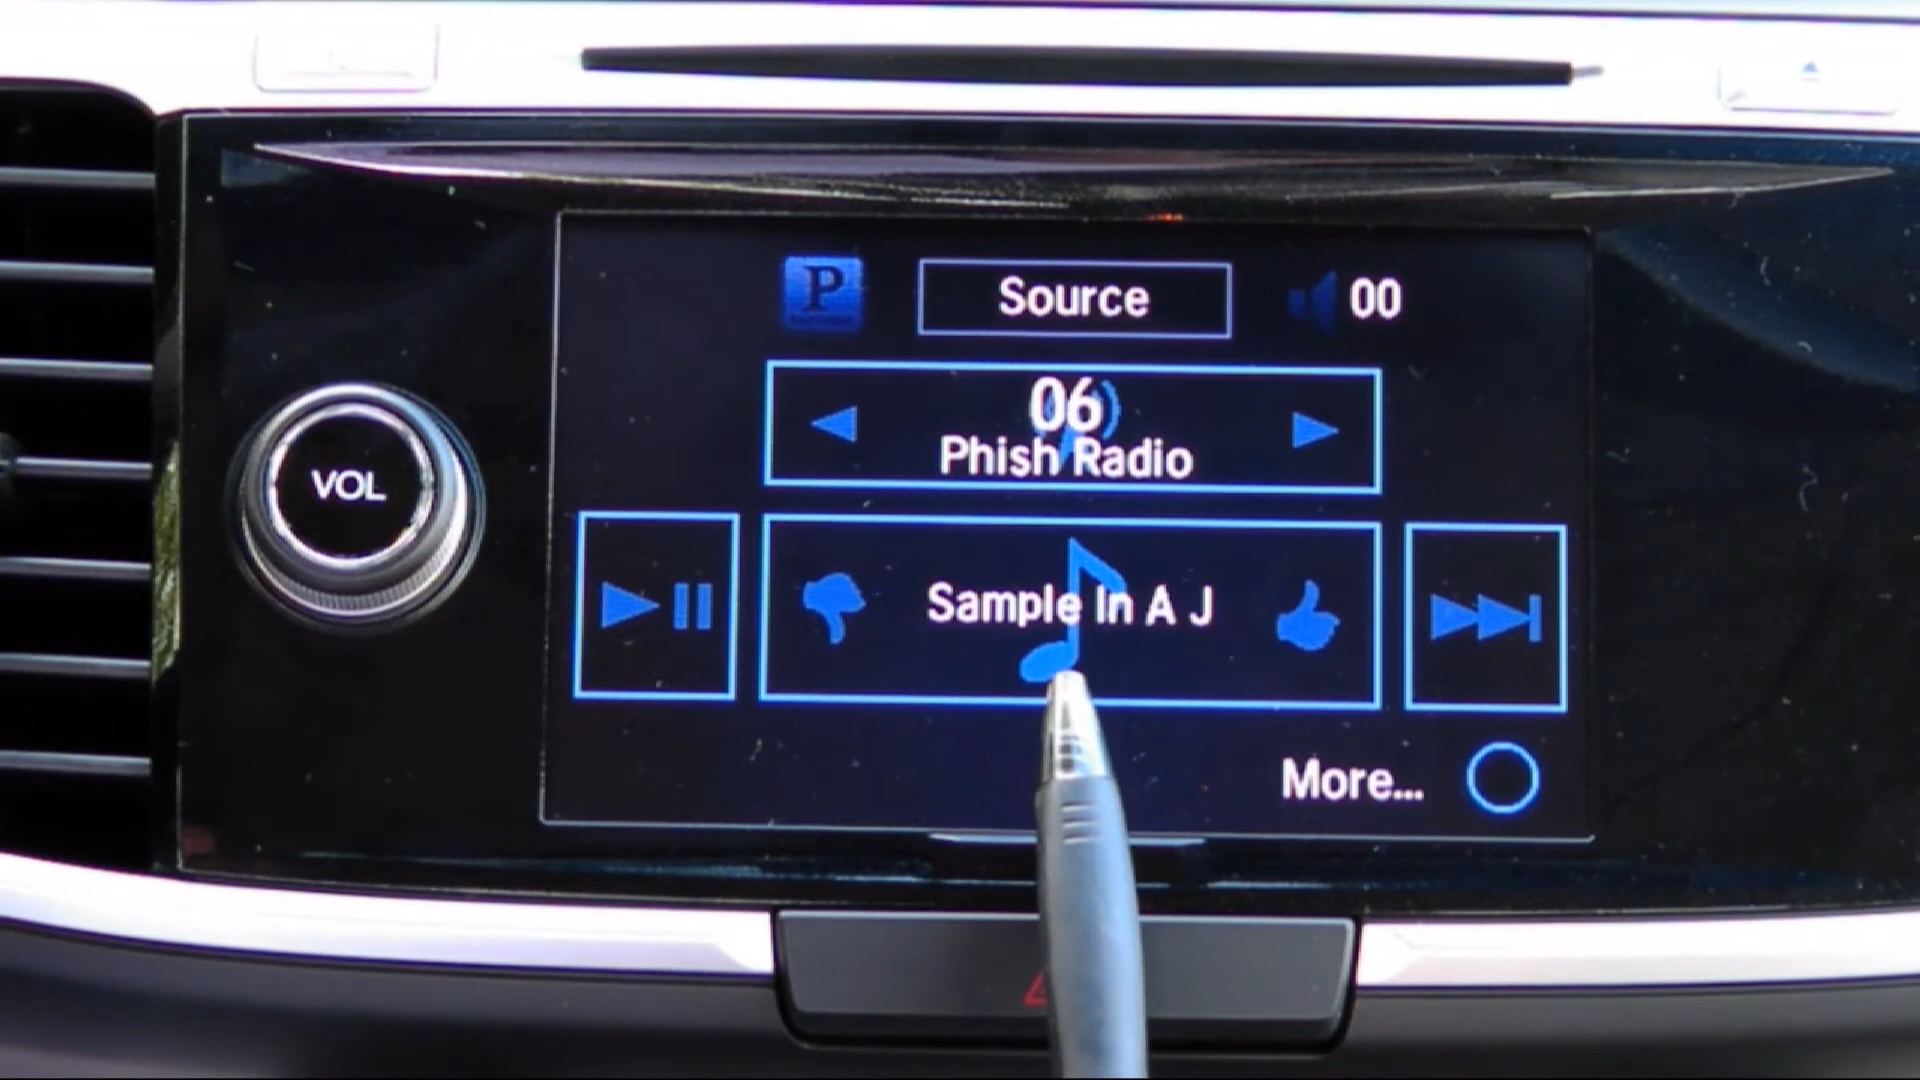 P
Source
00
06
Phish Radio
VOL
Sample In A J
More...